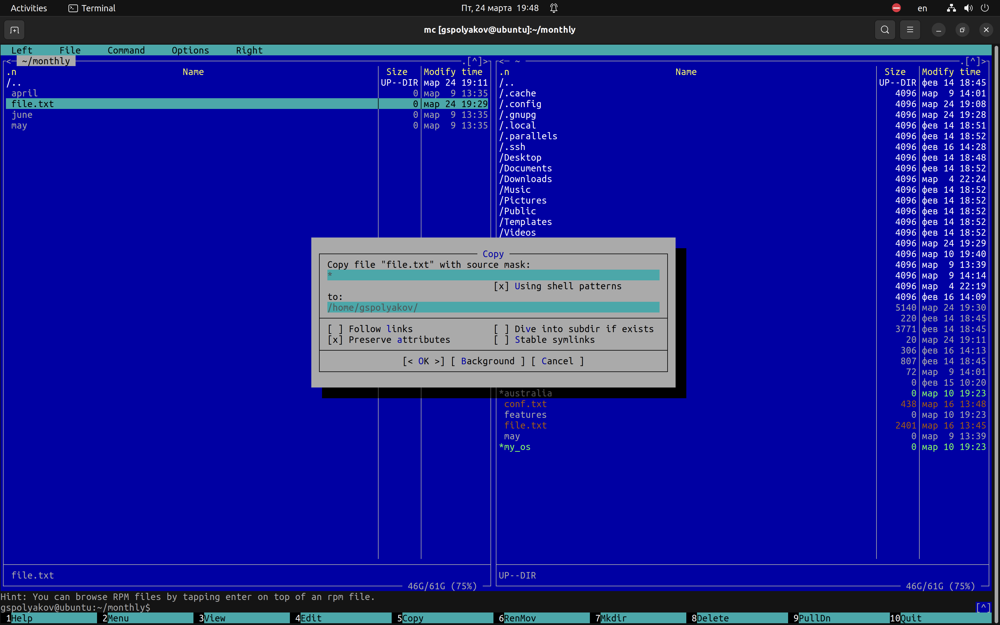 Activities Terminal Пт, 24 марта 19:48 en
mc [gspolyakov@ubuntu]:~/monthly
Left File Command Options Right
<─ ~/monthly .[^]>
.n Name Size Modify time
/.. UP--DIR мар 24 19:11
april 0 мар 9 13:35
file.txt 0 мар 24 19:29
june 0 мар 9 13:35
may 0 мар 9 13:35
<─ ~ .[^]>
.n Name Size Modify time
/.. UP--DIR фев 14 18:45
/.cache 4096 мар 9 14:01
/.config 4096 мар 24 19:08
/.gnupg 4096 мар 24 19:28
/.local 4096 фев 14 18:51
/.parallels 4096 фев 14 18:52
/.ssh 4096 фев 16 14:28
/Desktop 4096 фев 14 18:48
/Documents 4096 фев 14 18:52
/Downloads 4096 мар 4 22:24
/Music 4096 фев 14 18:52
/Pictures 4096 фев 14 18:52
/Public 4096 фев 14 18:52
/Templates 4096 фев 14 18:52
/Videos 4096 фев 14 18:52
4096 мар 24 19:29
4096 мар 10 19:40
4096 мар 9 13:39
4096 мар 9 14:14
4096 мар 4 22:19
4096 фев 16 14:09
5140 мар 24 19:30
220 фев 14 18:45
3771 фев 14 18:45
20 мар 24 19:11
306 фев 16 14:13
807 фев 14 18:45
72 мар 9 14:01
0 фев 15 10:20
*australia 0 мар 10 19:23
conf.txt 438 мар 16 13:48
features 0 мар 10 19:23
file.txt 2401 мар 16 13:45
may 0 мар 9 13:39
*my_os 0 мар 10 19:23
Copy
Copy file "file.txt" with source mask:
*
[x] Using shell patterns
to:
/home/gspolyakov/
[ ] Follow links [ ] Dive into subdir if exists
[x] Preserve attributes [ ] Stable symlinks
[< OK >] [ Background ] [ Cancel ]
file.txt
46G/61G (75%)
UP--DIR
46G/61G (75%)
Hint: You can browse RPM files by tapping enter on top of an rpm file.
gspolyakov@ubuntu:~/monthly$ [^]
1Help 2Menu 3View 4Edit 5Copy 6RenMov 7Mkdir 8Delete 9PullDn 10Quit